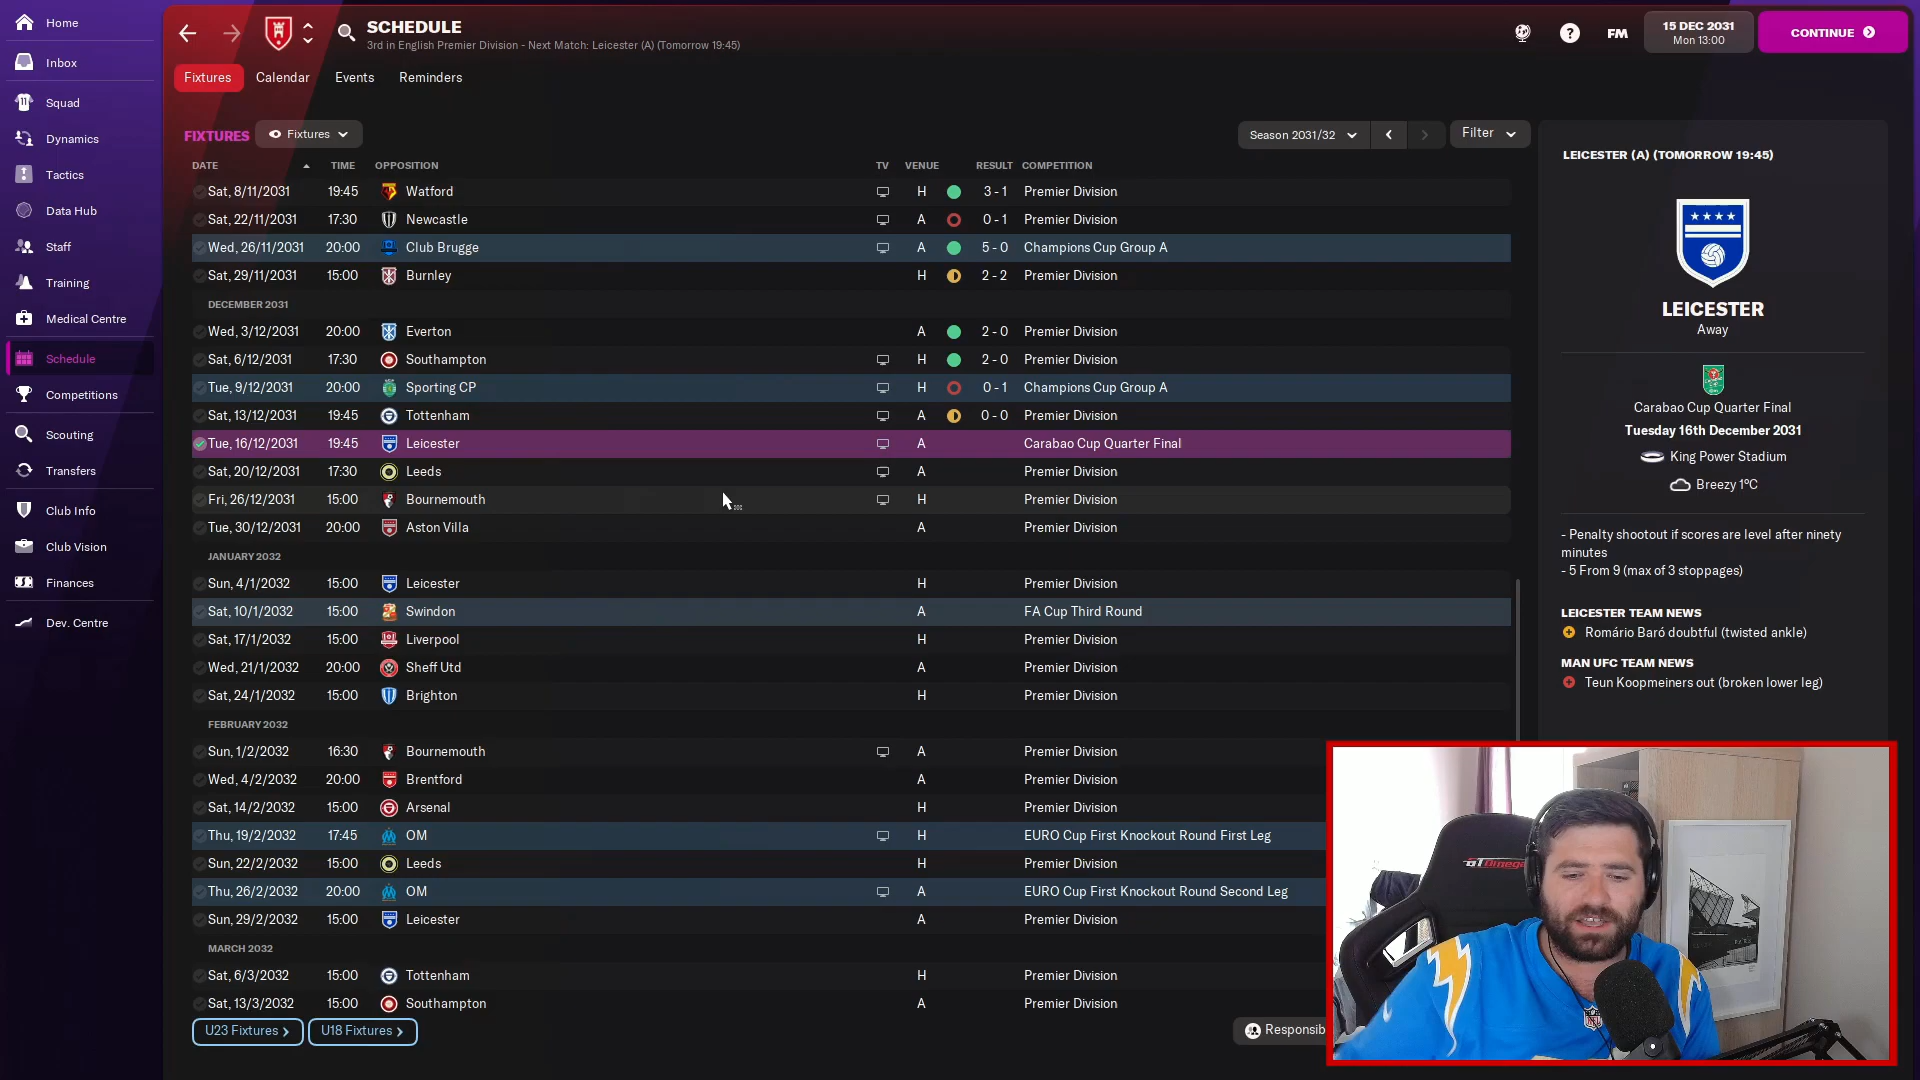 Home
Inbox
Squad
Dynamics
Tactics
Data Hub
Staff
Training
Medical Centre
Schedule
Competitions
Scouting
Transfers
Club Info
Club Vision
Finances
Dev. Centre
SCHEDULE
3rd in English Premier Division - Next Match: Leicester (A) (Tomorrow 19:45)
FM
15 DEC 2031
Mon 13:00
CONTINUE
Fixtures Calendar Events Reminders
FIXTURES Fixtures
Season 2031/32 Filter
DATE TIME OPPOSITION TV VENUE RESULT COMPETITION
Sat, 8/11/2031 19:45 Watford H 3 - 1 Premier Division
Sat, 22/11/2031 17:30 Newcastle A 0 - 1 Premier Division
Wed, 26/11/2031 20:00 Club Brugge A 5 - 0 Champions Cup Group A
Sat, 29/11/2031 15:00 Burnley H 2 - 2 Premier Division
DECEMBER 2031
Wed, 3/12/2031 20:00 Everton A 2 - 0 Premier Division
Sat, 6/12/2031 17:30 Southampton H 2 - 0 Premier Division
Tue, 9/12/2031 20:00 Sporting CP H 0 - 1 Champions Cup Group A
Sat, 13/12/2031 19:45 Tottenham A 0 - 0 Premier Division
Tue, 16/12/2031 19:45 Leicester A Carabao Cup Quarter Final
Sat, 20/12/2031 17:30 Leeds A Premier Division
Fri, 26/12/2031 15:00 Bournemouth H Premier Division
Tue, 30/12/2031 20:00 Aston Villa A Premier Division
JANUARY 2032
Sun, 4/1/2032 15:00 Leicester H Premier Division
Sat, 10/1/2032 15:00 Swindon A FA Cup Third Round
Sat, 17/1/2032 15:00 Liverpool H Premier Division
Wed, 21/1/2032 20:00 Sheff Utd A Premier Division
Sat, 24/1/2032 15:00 Brighton H Premier Division
FEBRUARY 2032
Sun, 1/2/2032 16:30 Bournemouth A Premier Division
Wed, 4/2/2032 20:00 Brentford A Premier Division
Sat, 14/2/2032 15:00 Arsenal H Premier Division
Thu, 19/2/2032 17:45 OM H EURO Cup First Knockout Round First Leg
Sun, 22/2/2032 15:00 Leeds H Premier Division
Thu, 26/2/2032 20:00 OM A EURO Cup First Knockout Round Second Leg
Sun, 29/2/2032 15:00 Leicester A Premier Division
MARCH 2032
Sat, 6/3/2032 15:00 Tottenham H Premier Division
Sat, 13/3/2032 15:00 Southampton A Premier Division
U23 Fixtures U18 Fixtures Responsib
LEICESTER (A) (TOMORROW 19:45)
LEICESTER
Away
Carabao Cup Quarter Final
Tuesday 16th December 2031
King Power Stadium
Breezy 1ºC
- Penalty shootout if scores are level after ninety
minutes
- 5 From 9 (max of 3 stoppages)
LEICESTER TEAM NEWS
Romário Baró doubtful (twisted ankle)
MAN UFC TEAM NEWS
Teun Koopmeiners out (broken lower leg)
GTOmega
NFL